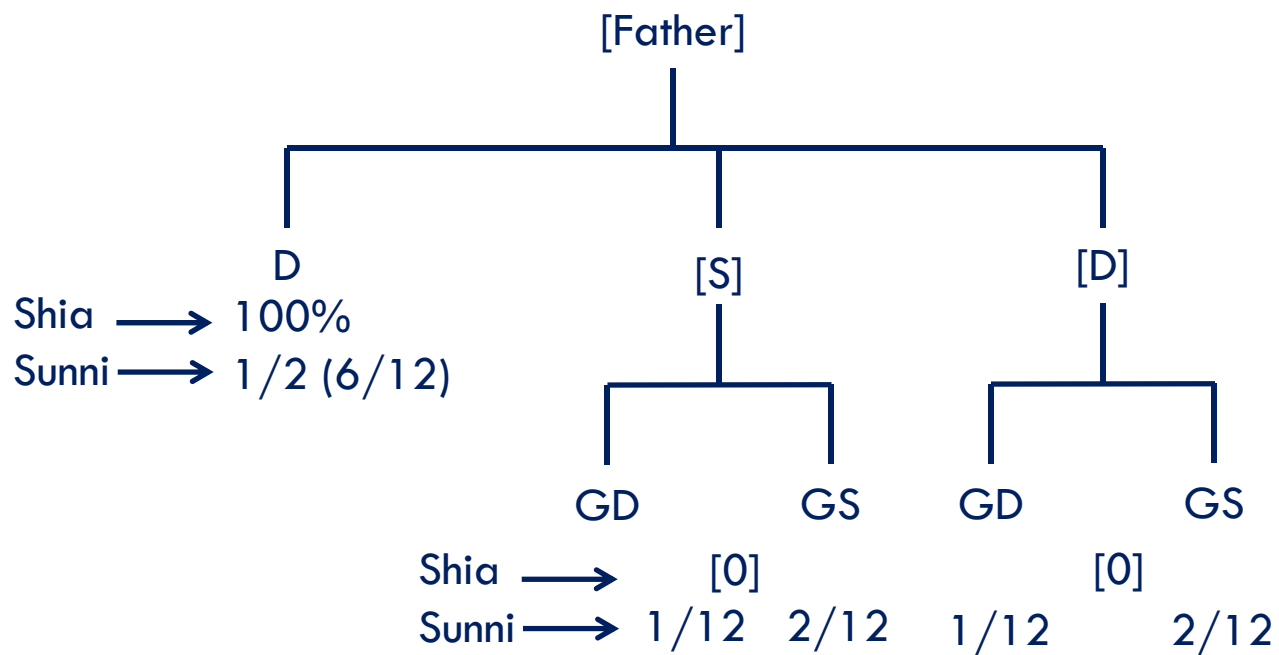 [Father]
D
[S]
[D]
Shia 100%
Sunni 1/2 (6/12)
GD GS GD GS
Shia [0] [0]
Sunni 1/12 2/12 1/12 2/12